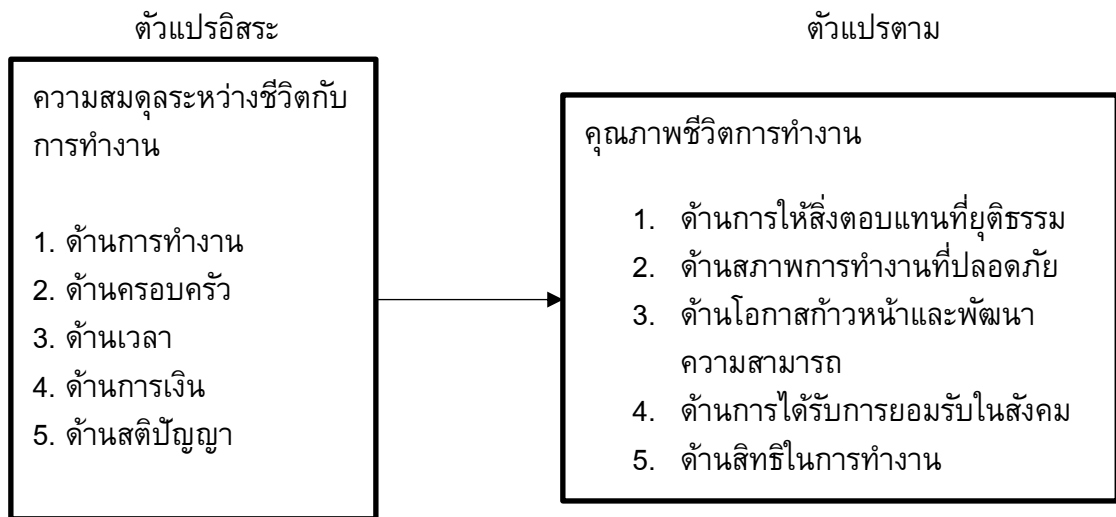 ตัวแปรอิสระ
ตัวแปรตาม
ความสมดุลระหว่างชีวิตกับ
การทำงาน
1. ด้านการทำงาน
2. ด้านครอบครัว
3. ด้านเวลา
4. ด้านการเงิน
5. ด้านสติปัญญา
คุณภาพชีวิตการทำงาน
1. ด้านการให้สิ่งตอบแทนที่ยุติธรรม
2. ด้านสภาพการทำงานที่ปลอดภัย
3. ด้านโอกาสก้าวหน้าและพัฒนา
ความสามารถ
4. ด้านการได้รับการยอมรับในสังคม
5. ด้านสิทธิในการทำงาน